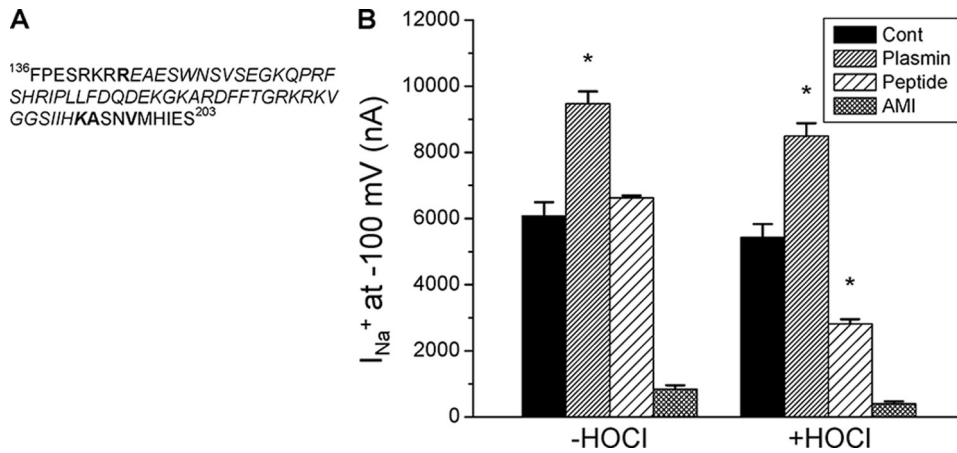 A
¹³⁶FPESRKRREAESWNSVSEGKQPRF
SHRIPLLFDQDEKGKARDFFTGRKRKV
GGSIIHKASNVMHIES²⁰³
B
I_Na⁺ at -100 mV (nA)
12000
10000
8000
6000
4000
2000
0
*
*
*
Cont
Plasmin
Peptide
AMI
-HOCl
+HOCl